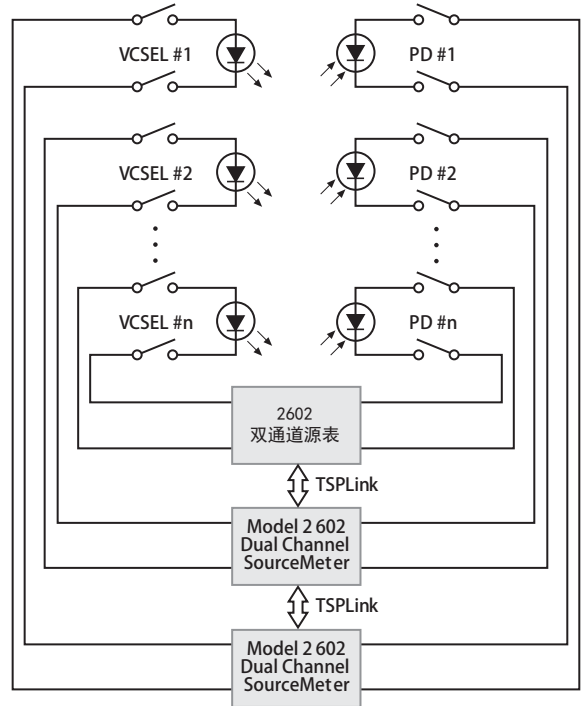 VCSEL #1 PD #1
VCSEL #2 PD #2
VCSEL #n PD #n
2602
双通道源表
TSPLink
Model 2 602
Dual Channel
SourceMeter
TSPLink
Model 2 602
Dual Channel
SourceMeter